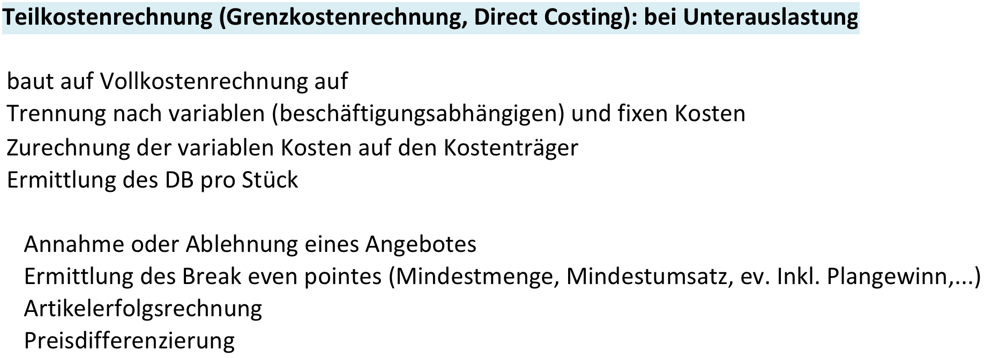 Teilkostenrechnung (Grenzkostenrechnung, Direct Costing): bei Unterauslastung
baut auf Vollkostenrechnung auf
Trennung nach variablen (beschäftigungsabhängigen) und fixen Kosten
Zurechnung der variablen Kosten auf den Kostenträger
Ermittlung des DB pro Stück
Annahme oder Ablehnung eines Angebotes
Ermittlung des Break even pointes (Mindestmenge, Mindestumsatz, ev. Inkl. Plangewinn,...)
Artikelerfolgsrechnung
Preisdifferenzierung